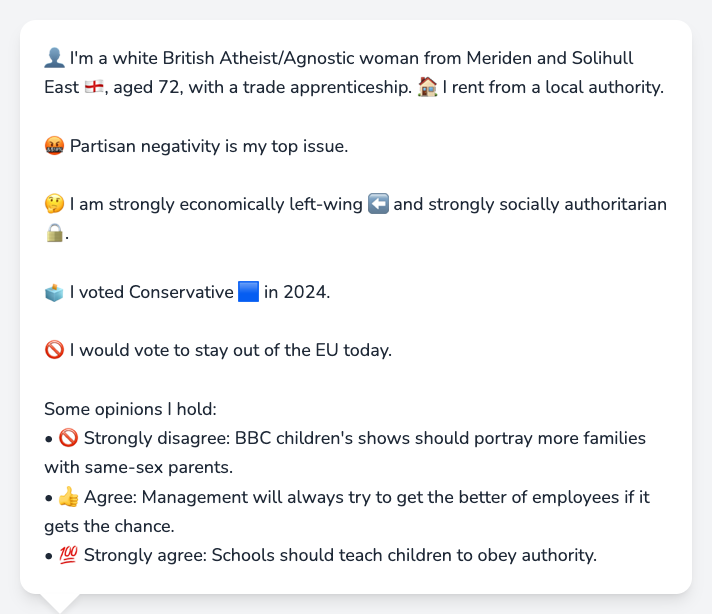 👤 I'm a white British Atheist/Agnostic woman from Meriden and Solihull
East 🏴󠁧󠁢󠁥󠁮󠁧󠁿, aged 72, with a trade apprenticeship. 🏠 I rent from a local authority.
🤬 Partisan negativity is my top issue.
🤔 I am strongly economically left-wing ⬅️ and strongly socially authoritarian
🔒.
🗳️ I voted Conservative 🟦 in 2024.
🚫 I would vote to stay out of the EU today.
Some opinions I hold:
• 🚫 Strongly disagree: BBC children's shows should portray more families
with same-sex parents.
• 👍 Agree: Management will always try to get the better of employees if it
gets the chance.
• 💯 Strongly agree: Schools should teach children to obey authority.